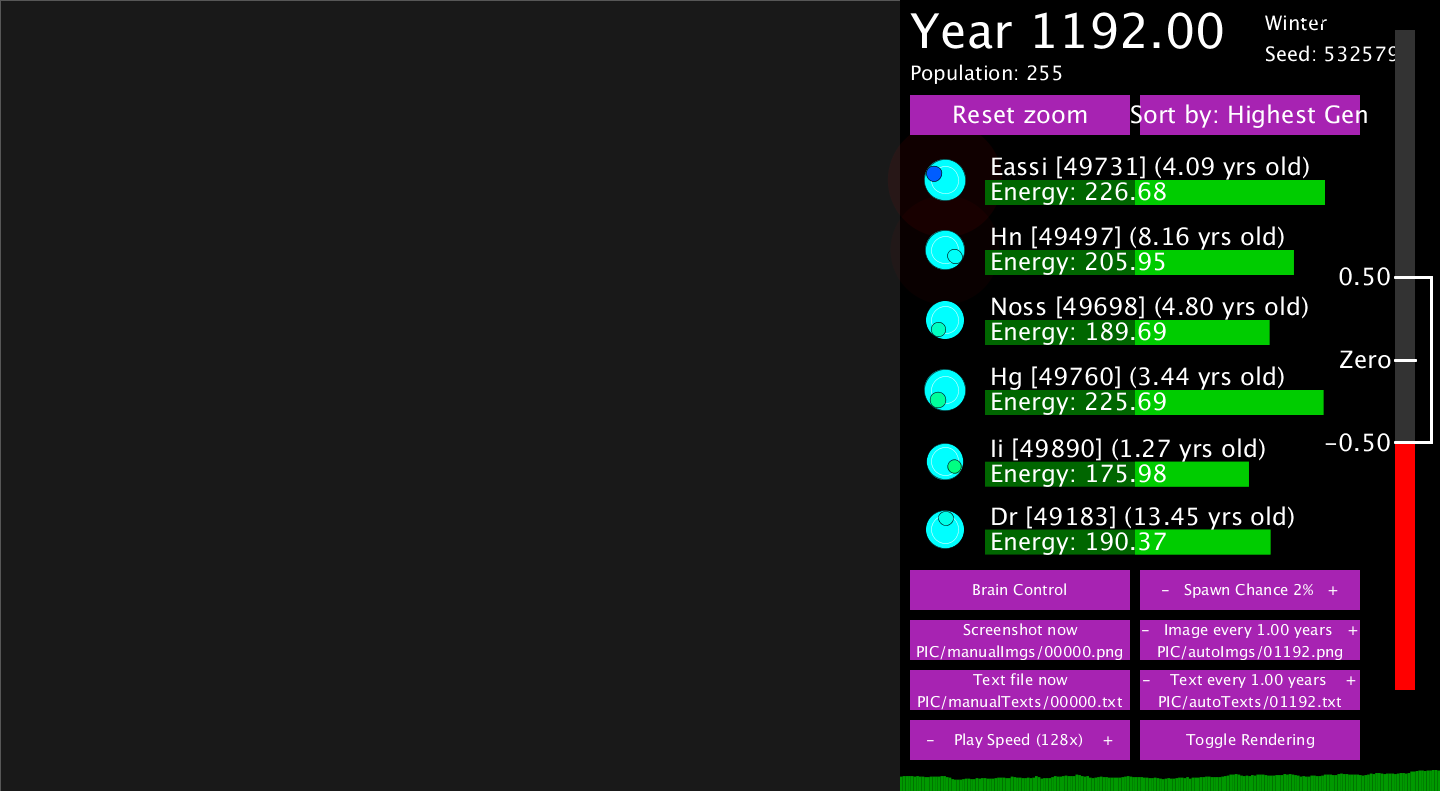 Year 1192.00
Winter
Seed: 532579
Population: 255
Reset zoom
Sort by: Highest Gen
Eassi [49731] (4.09 yrs old)
Energy: 226.68
Hn [49497] (8.16 yrs old)
Energy: 205.95
Noss [49698] (4.80 yrs old)
Energy: 189.69
Hg [49760] (3.44 yrs old)
Energy: 225.69
Ii [49890] (1.27 yrs old)
Energy: 175.98
Dr [49183] (13.45 yrs old)
Energy: 190.37
0.50
Zero
-0.50
Brain Control
- Spawn Chance 2% +
Screenshot now
PIC/manualImgs/00000.png
- Image every 1.00 years +
PIC/autoImgs/01192.png
Text file now
PIC/manualTexts/00000.txt
- Text every 1.00 years +
PIC/autoTexts/01192.txt
- Play Speed (128x) +
Toggle Rendering